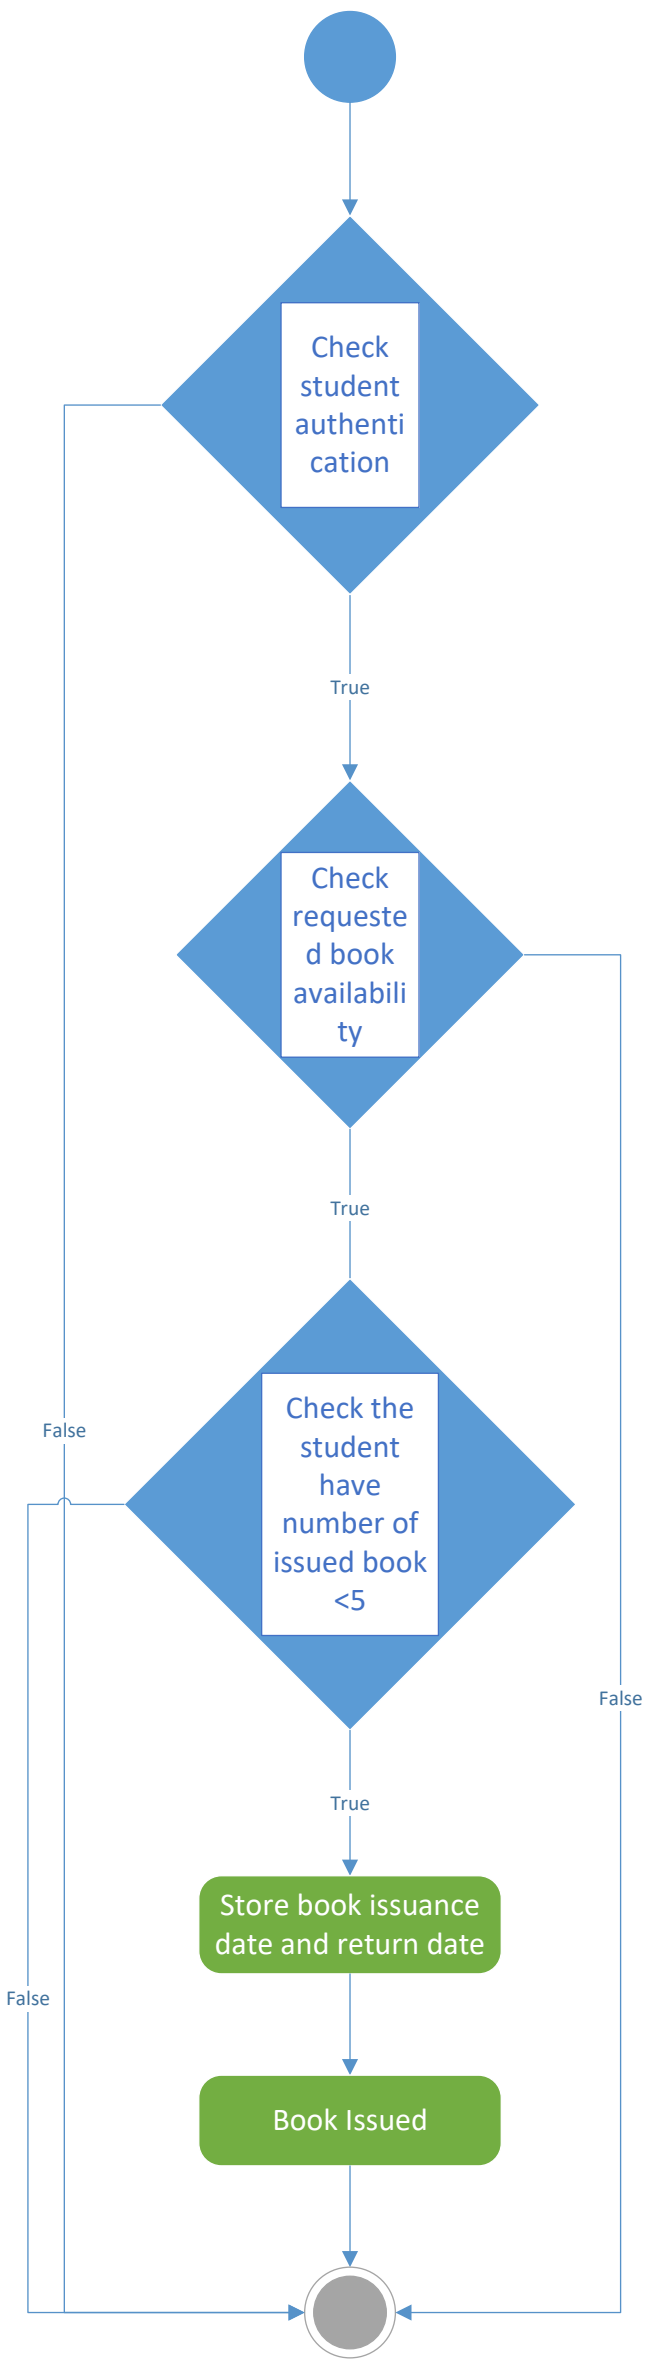 Check
student
authenti
cation
True
Check
requeste
d book
availabili
ty
True
Check the
student
have
number of
issued book
<5
False
False
True
Store book issuance
date and return date
False
Book Issued